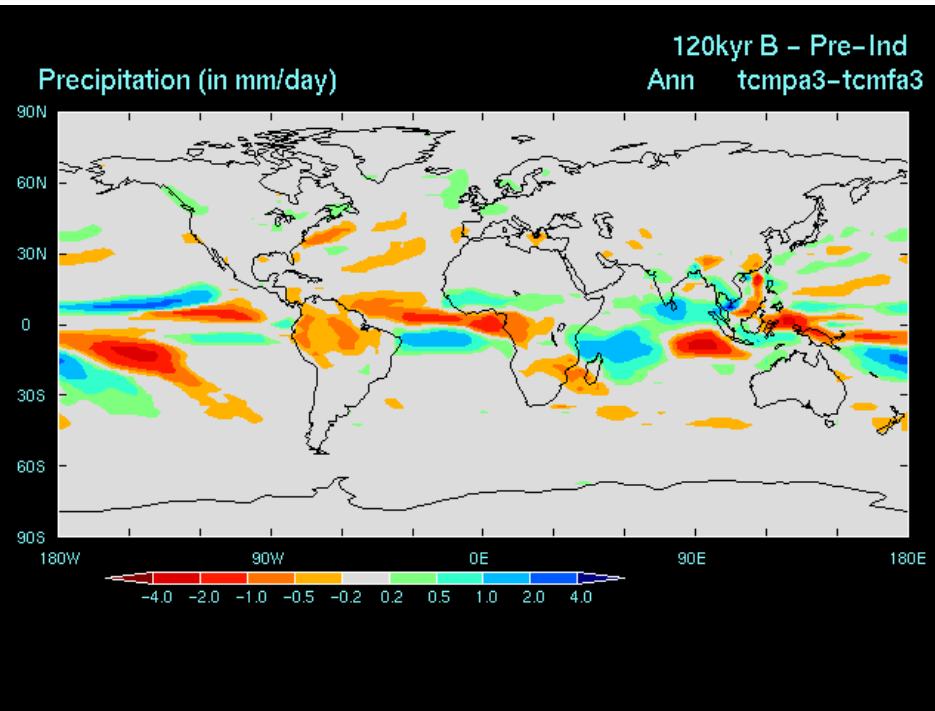 120kyr B – Pre–Ind
Precipitation (in mm/day)
Ann tcmpa3–tcmfa3
90N
60N
30N
0
30S
60S
90S
180W 90W 0E 90E 180E
−4.0 −2.0 −1.0 −0.5 −0.2 0.2 0.5 1.0 2.0 4.0